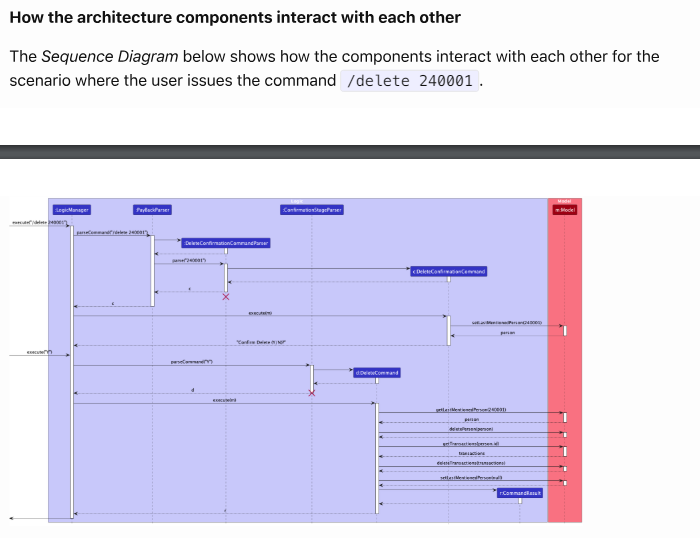 How the architecture components interact with each other
The Sequence Diagram below shows how the components interact with each other for the
scenario where the user issues the command /delete 240001 .
Model
:LogicManager
:PayBackParser
:ConfirmationStageParser
m:Model
execute("/delete 240001")
parseCommand("/delete 240001")
:DeleteConfirmationCommandParser
parse("240001")
c:DeleteConfirmationCommand
c
c
execute(m)
setLastMentionedPerson(240001)
person
"Confirm Delete (Y/N)?"
execute("Y")
parseCommand("Y")
d:DeleteCommand
d
execute(m)
getLastMentionedPerson(240001)
person
deletePerson(person)
getTransactions(person.id)
transactions
deleteTransactions(transactions)
setLastMentionedPerson(null)
r:CommandResult
r